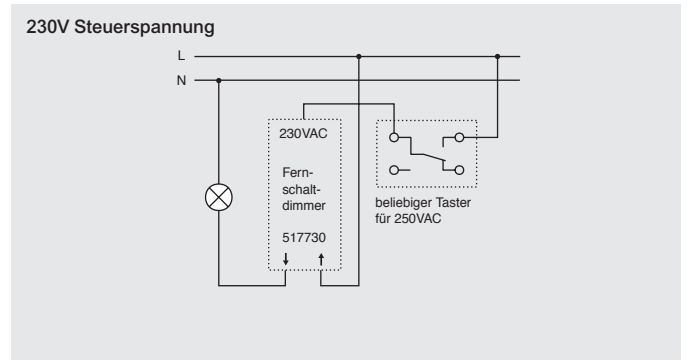 230V Steuerspannung
L
N
230VAC
Fern-
schalt-
dimmer
517730
beliebiger Taster
für 250VAC